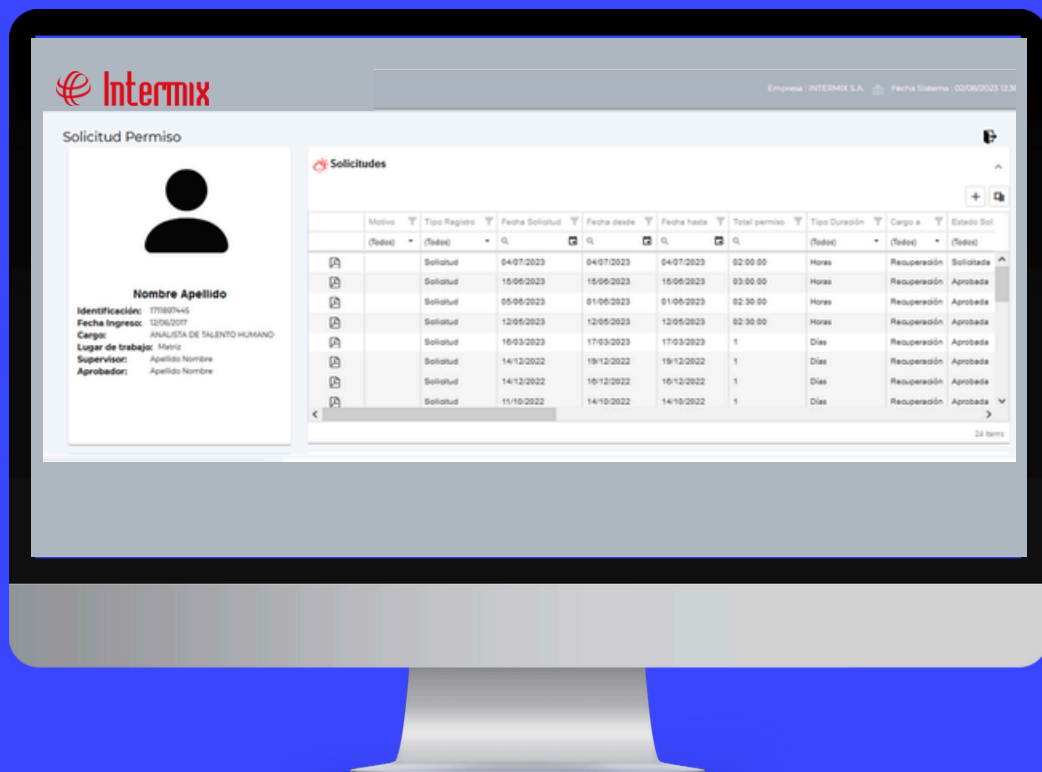 Intermix
Empresa : INTERMIX S.A. Fecha Sistema : 02/08/2023 12:3
Solicitud Permiso
Solicitudes
Nombre Apellido
Identificación: 1711897445
Fecha Ingreso: 12/06/2017
Cargo: ANALISTA DE TALENTO HUMANO
Lugar de trabajo: Matriz
Supervisor: Apellido Nombre
Aprobador: Apellido Nombre
Motivo Tipo Registro Fecha Solicitud Fecha desde Fecha hasta Total permiso Tipo Duración Cargo a Estado Sol.
(Todos) (Todos) (Todos) (Todos) (Todos)
Solicitud 04/07/2023 04/07/2023 04/07/2023 02:00:00 Horas Recuperación Solicitada
Solicitud 15/06/2023 15/06/2023 15/06/2023 03:00:00 Horas Recuperación Aprobada
Solicitud 05/06/2023 01/06/2023 01/06/2023 02:30:00 Horas Recuperación Aprobada
Solicitud 12/05/2023 12/05/2023 12/05/2023 02:30:00 Horas Recuperación Aprobada
Solicitud 16/03/2023 17/03/2023 17/03/2023 1 Días Recuperación Aprobada
Solicitud 14/12/2022 19/12/2022 19/12/2022 1 Días Recuperación Aprobada
Solicitud 14/12/2022 16/12/2022 16/12/2022 1 Días Recuperación Aprobada
Solicitud 11/10/2022 14/10/2022 14/10/2022 1 Días Recuperación Aprobada
24 items